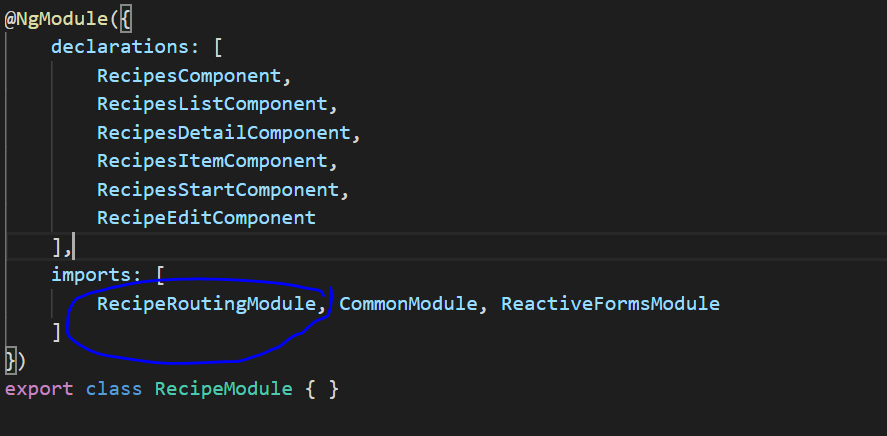 @NgModule({
declarations: [
RecipesComponent,
RecipesListComponent,
RecipesDetailComponent,
RecipesItemComponent,
RecipesStartComponent,
RecipeEditComponent
],
imports: [
RecipeRoutingModule, CommonModule, ReactiveFormsModule
]
})
export class RecipeModule { }